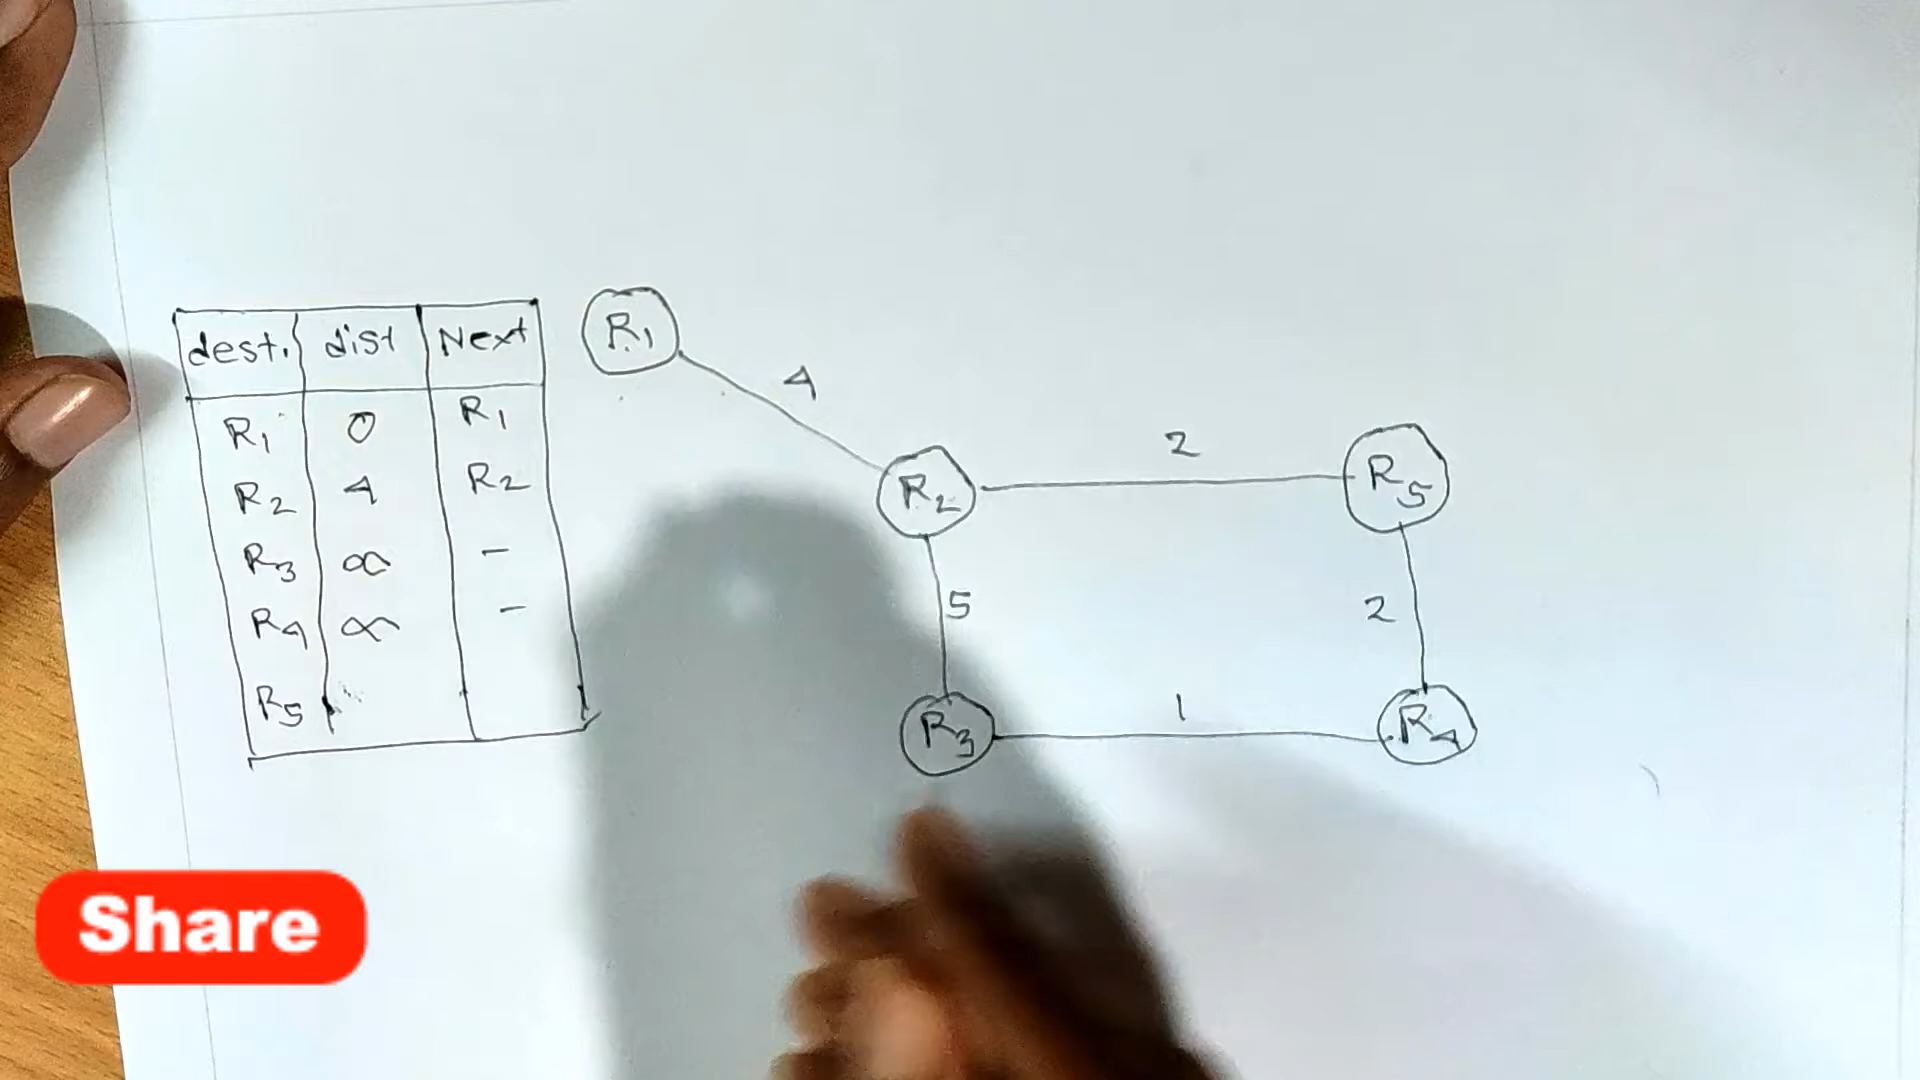 dest. dist Next
R1 0 R1
R2 4 R2
R3 ∞ -
R4 ∞ -
R5
R1
4
R2
2
R5
5
2
R3
1
R4
Share